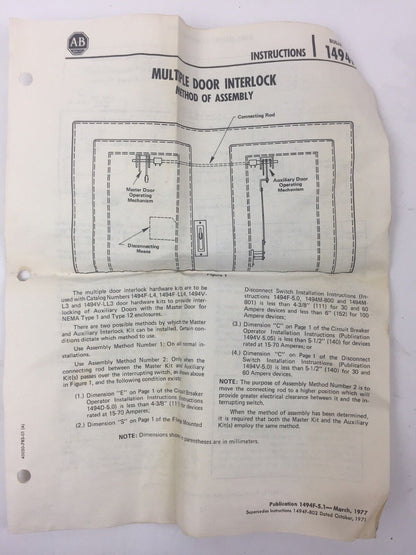 AB
INSTRUCTIONS
1494
MULTIPLE DOOR INTERLOCK
METHOD OF ASSEMBLY
Connecting Rod
Master Door
Operating
Mechanism
Auxiliary Door
Operating
Mechanism
Disconnecting
Means
Figure 1
The multiple door interlock hardware kits are to be
used with Catalog Numbers 1494F-L4, 1494F-LL4, 1494V-
L3 and 1494V-LL3 door hardware kits to provide inter-
locking of Auxiliary Doors with the Master Door for
NEMA Type 1 and Type 12 enclosures.
There are two possible methods by which the Master
and Auxiliary Interlock Kit can be installed. Certain con-
ditions dictate which method to use.
Use Assembly Method Number 1: On all normal in-
stallations.
Use Assembly Method Number 2: Only when the
connecting rod between the Master Kit and Auxiliary
Kit(s) passes over the interrupting switch, as shown above
in Figure 1, and the following condition exists:
(1.) Dimension "E" on Page 1 of the Circuit Breaker
Operator Installation Instructions (Instructions
1494D-5.0) is less than 4-3/8" (111) for devices
rated at 15-70 Amperes;
(2.) Dimension "S" on Page 1 of the Flange Mounted
Disconnect Switch Installation Instructions (In-
structions 1494F-5.0, 1494M-800 and 1494M-
801) is less than 4-3/8" (111) for 30 and 60
Amperes devices and less than 6" (152) for 100
Ampere devices;
(3.) Dimension "C" on Page 1 of the Circuit Breaker
Operator Installation Instructions (Publication
1494V-5.05) is less than 5-1/2" (140) for devices
rated at 15-70 Amperes; or
(4.) Dimension "C" on Page 1 of the Disconnect
Switch Installation Instructions (Publication
1494V-5.0) is less than 5-1/2" (140) for 30 and
60 Ampere devices.
NOTE: The purpose of Assembly Method Number 2 is to
move the connecting rod to a higher position which will
provide greater electrical clearance between it and the in-
terrupting switch.
When the method of assembly has been determined,
it is required that both the Master Kit and the Auxiliary
Kit(s) employ the same method.
NOTE: Dimensions shown in parentheses are in millimeters.
40030-793-01 (A)
Publication 1494F-5.1—March, 1977
Supersedes Instructions 1494F-802 Dated October, 1971